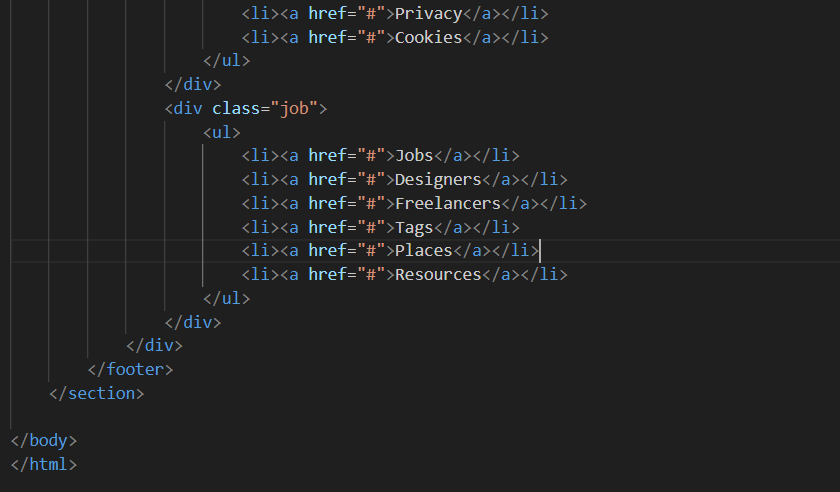 <li><a href="#">Privacy</a></li>
<li><a href="#">Cookies</a></li>
</ul>
</div>
<div class="job">
<ul>
<li><a href="#">Jobs</a></li>
<li><a href="#">Designers</a></li>
<li><a href="#">Freelancers</a></li>
<li><a href="#">Tags</a></li>
<li><a href="#">Places</a></li>
<li><a href="#">Resources</a></li>
</ul>
</div>
</div>
</footer>
</section>
</body>
</html>